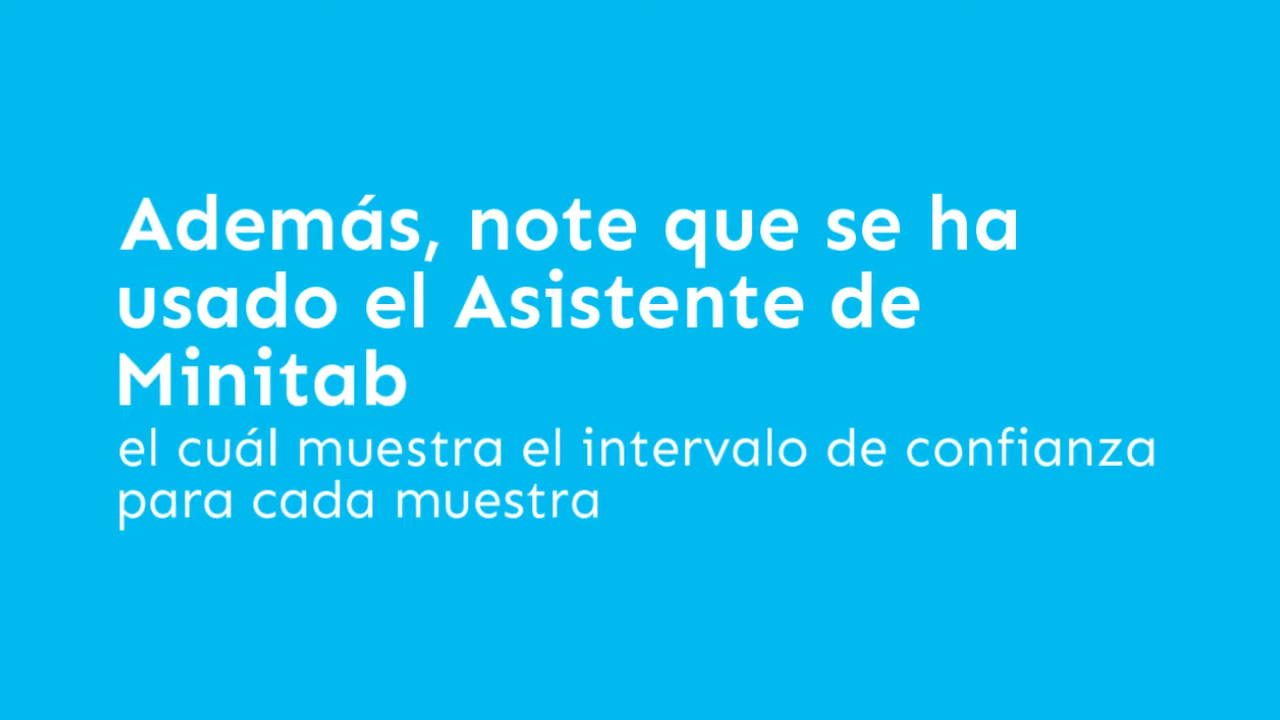 Además, note que se ha
usado el Asistente de
Minitab
el cuál muestra el intervalo de confianza
para cada muestra